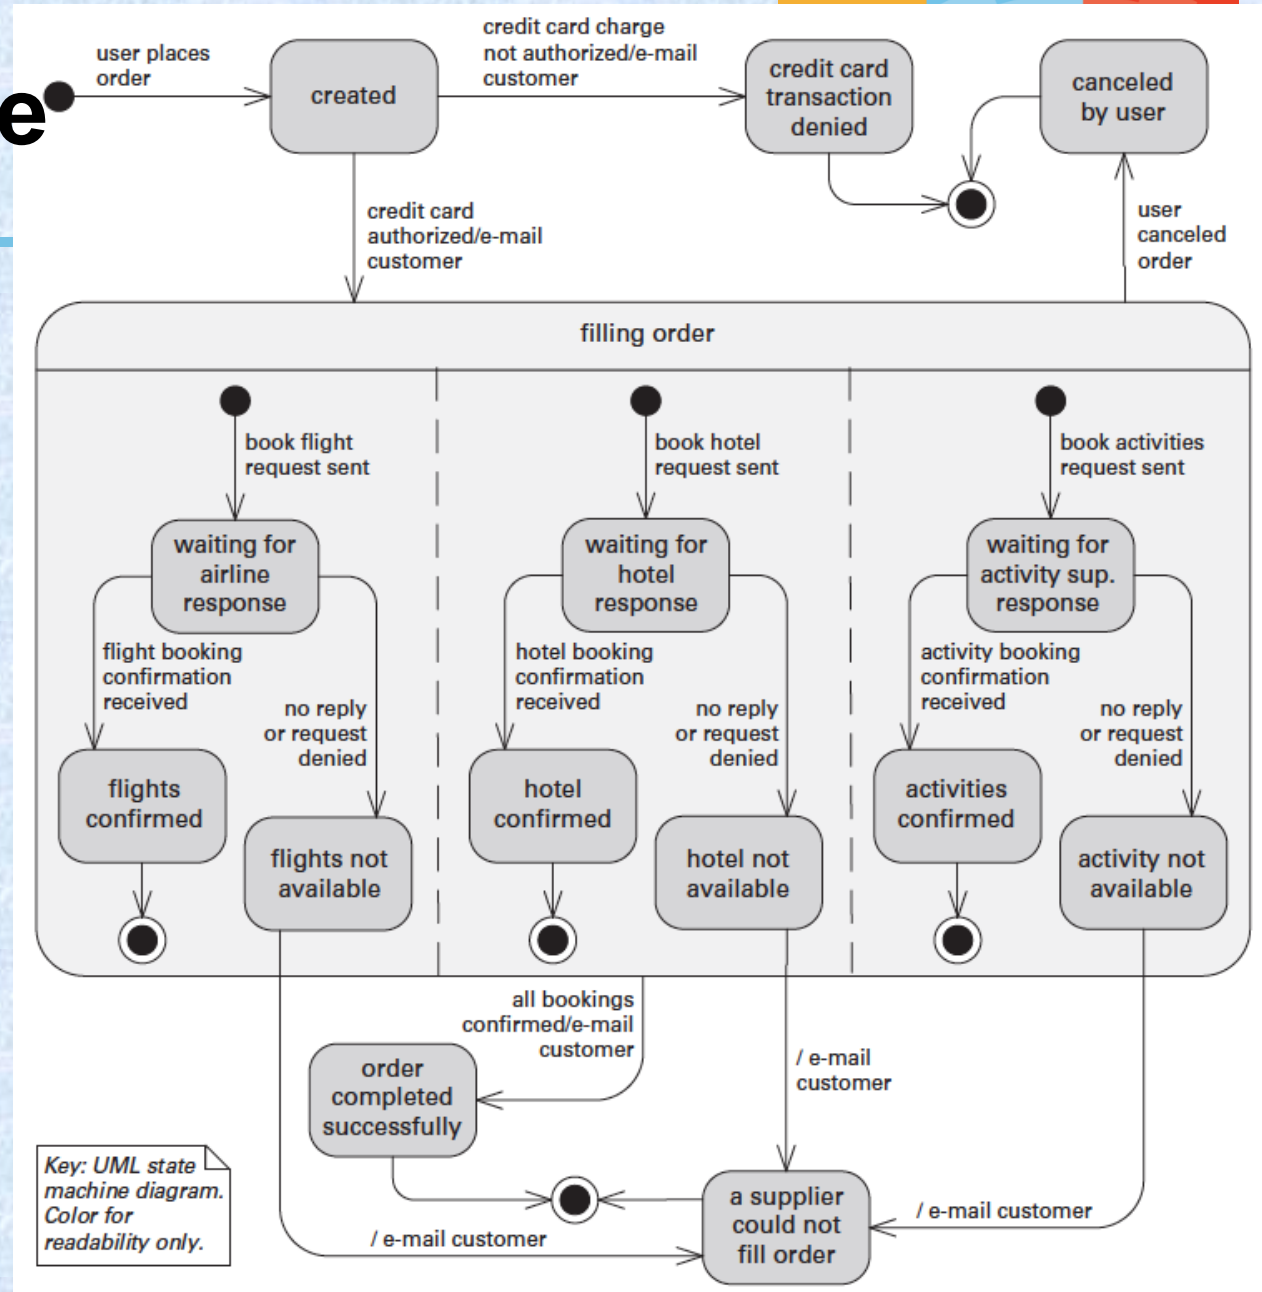 e
user places
order
created
credit card charge
not authorized/e-mail
customer
credit card
transaction
denied
canceled
by user
credit card
authorized/e-mail
customer
user
canceled
order
filling order
book flight
request sent
waiting for
airline
response
flight booking
confirmation
received
no reply
or request
denied
flights
confirmed
flights not
available
book hotel
request sent
waiting for
hotel
response
hotel booking
confirmation
received
no reply
or request
denied
hotel
confirmed
hotel not
available
book activities
request sent
waiting for
activity sup.
response
activity booking
confirmation
received
no reply
or request
denied
activities
confirmed
activity not
available
all bookings
confirmed/e-mail
customer
order
completed
successfully
/ e-mail
customer
/ e-mail customer
/ e-mail customer
a supplier
could not
fill order
Key: UML state
machine diagram.
Color for
readability only.